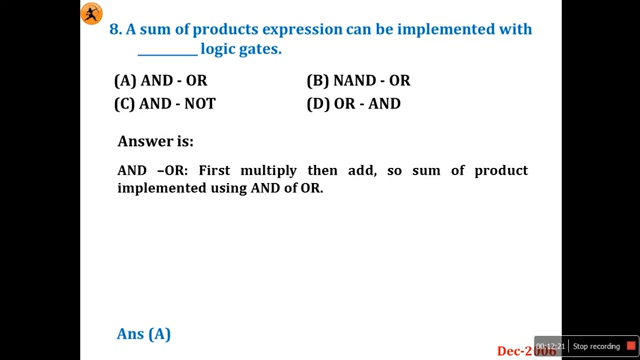 8. A sum of products expression can be implemented with
__________ logic gates.
(A) AND - OR (B) NAND - OR
(C) AND - NOT (D) OR - AND
Answer is:
AND –OR: First multiply then add, so sum of product
implemented using AND of OR.
Ans (A)
Stop recording
Dec-2006